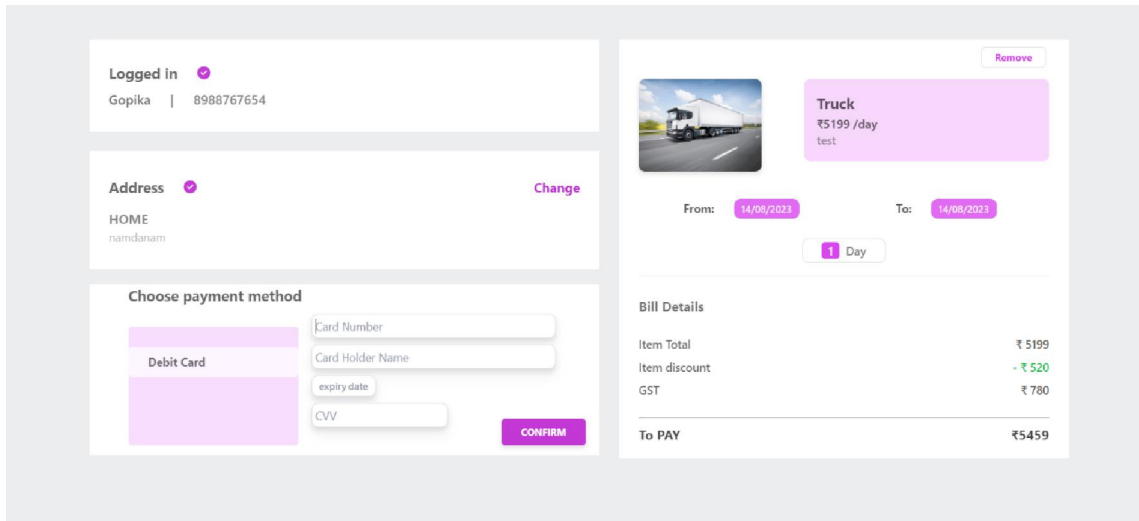 Logged in
Gopika | 8988767654
Address Change
HOME
namdanam
Choose payment method
Debit Card
Card Number
Card Holder Name
expiry date
CVV
CONFIRM
Remove
Truck
₹5199 /day
test
From: 14/08/2023 To: 14/08/2023
1 Day
Bill Details
Item Total ₹ 5199
Item discount - ₹ 520
GST ₹ 780
To PAY ₹5459